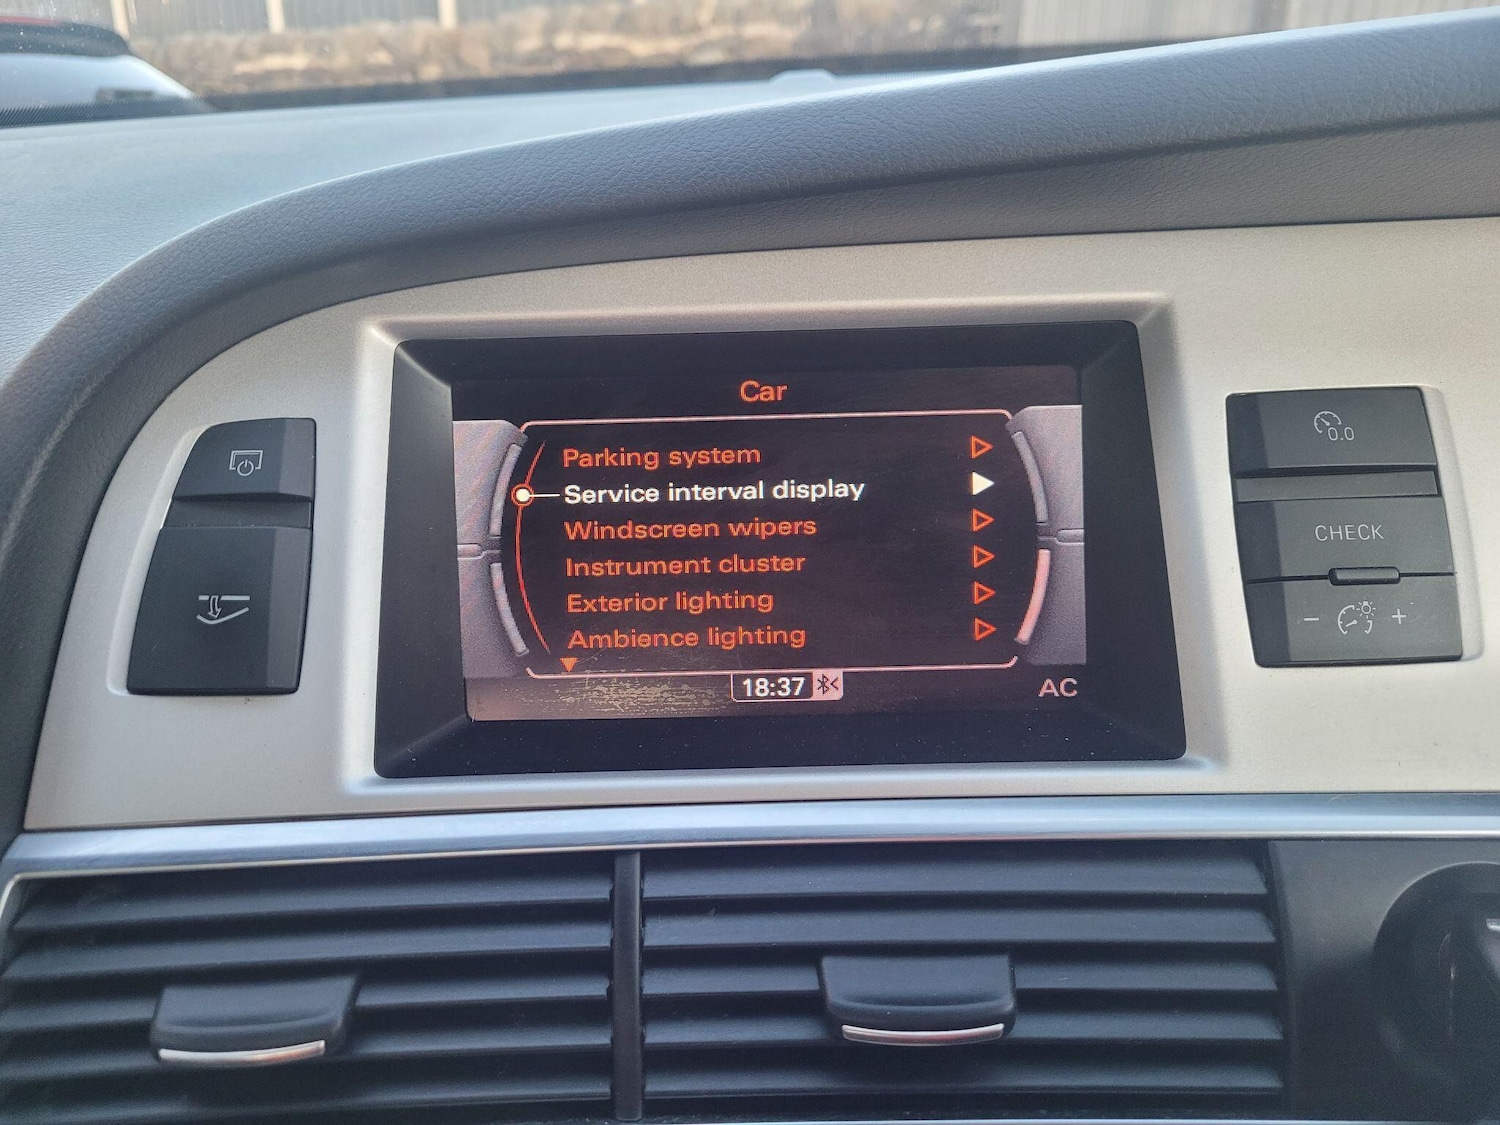 Car
Parking system
Service interval display
Windscreen wipers
Instrument cluster
Exterior lighting
Ambience lighting
18:37
AC
0.0
CHECK
- +